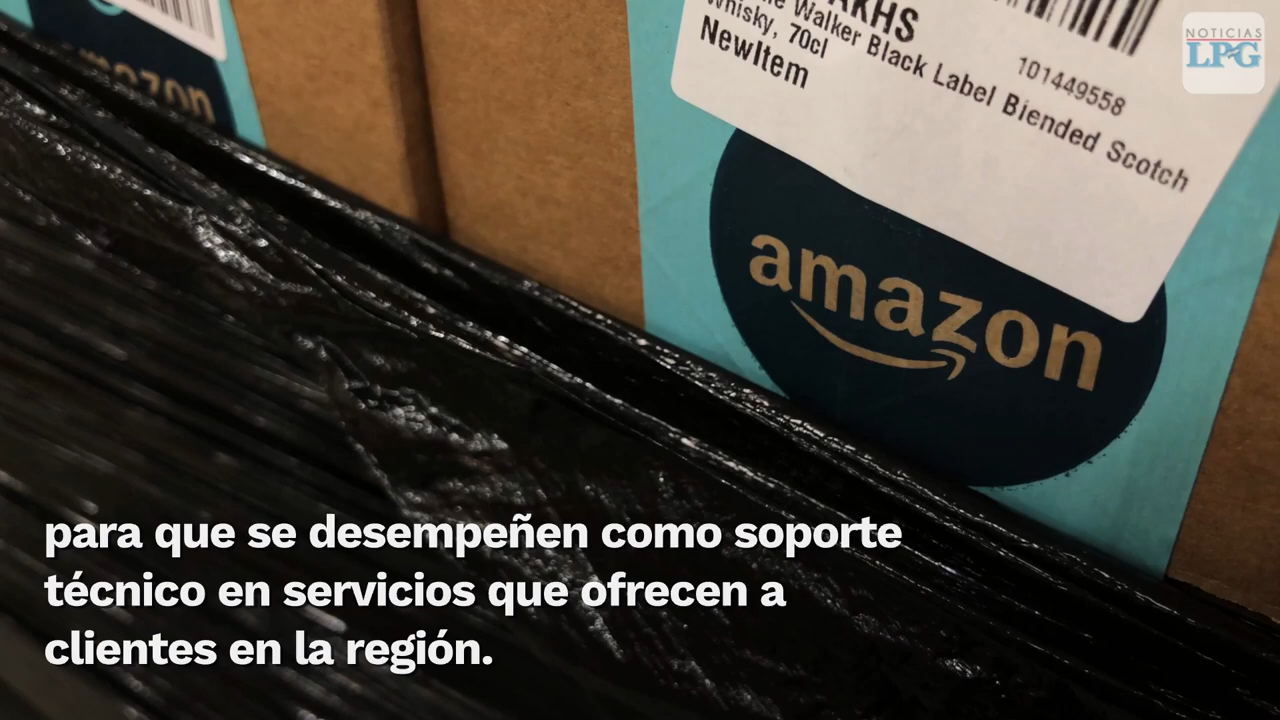 amazon
AKHS
Walker Black Label Blended Scotch
Whisky, 70cl
NewItem
101449558
amazon
NOTICIAS
LPG
para que se desempeñen como soporte
técnico en servicios que ofrecen a
clientes en la región.